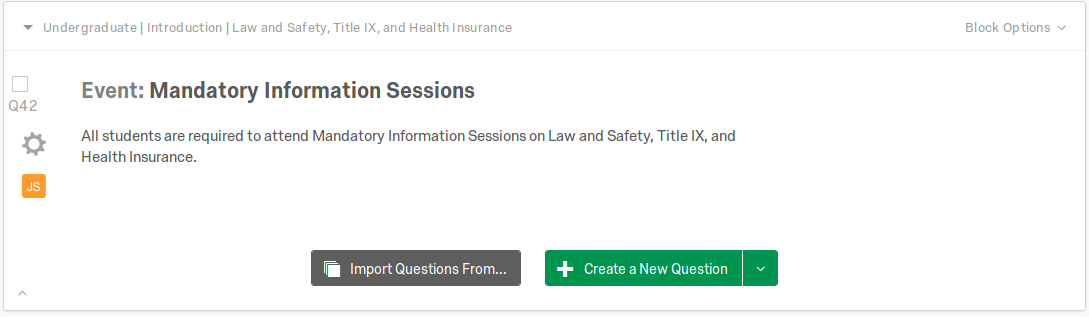 Undergraduate | Introduction | Law and Safety, Title IX, and Health Insurance
Block Options
Q42
Event: Mandatory Information Sessions
All students are required to attend Mandatory Information Sessions on Law and Safety, Title IX, and
Health Insurance.
JS
Import Questions From...
Create a New Question